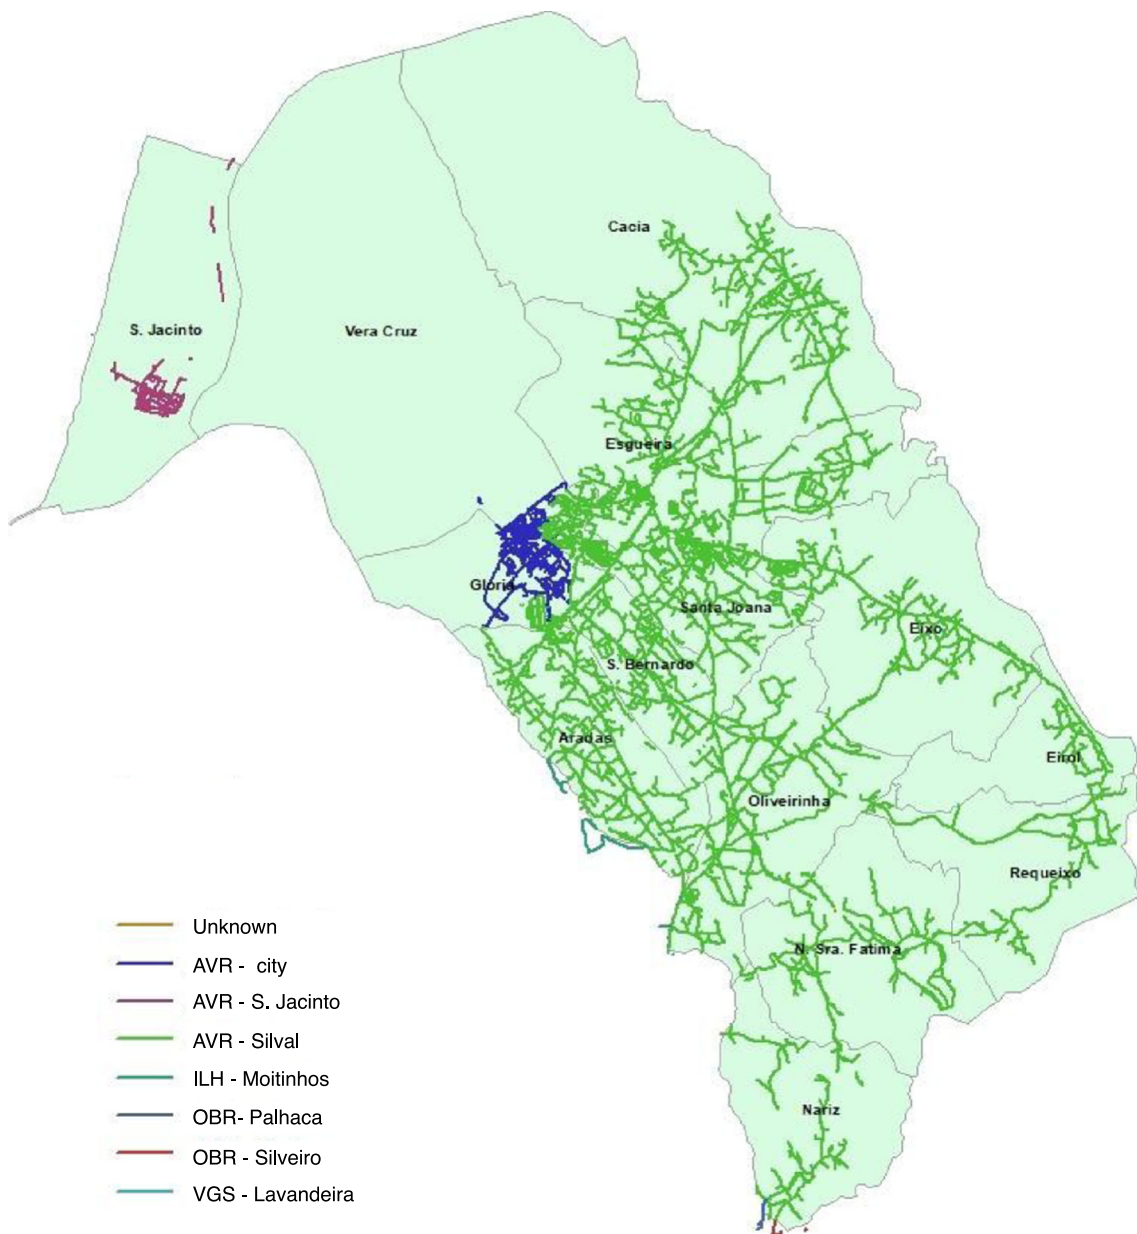 Cacia
S. Jacinto
Vera Cruz
Esgueira
Gloria
Santa Joana
Eixo
S. Bernardo
Aradas
Eirol
Oliveirinha
Requeixo
N. Sra. Fatima
Nariz
Unknown
AVR - city
AVR - S. Jacinto
AVR - Silval
ILH - Moitinhos
OBR- Palhaca
OBR - Silveiro
VGS - Lavandeira